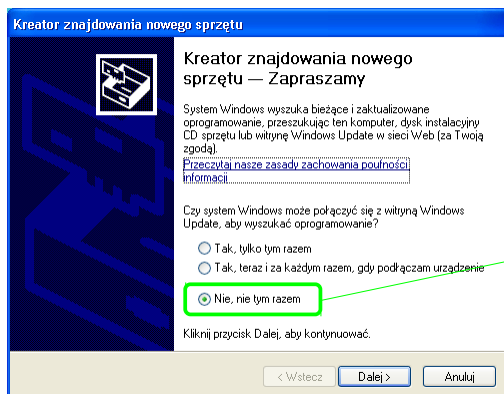 Kreator znajdowania nowego sprzętu
Kreator znajdowania nowego
sprzętu — Zapraszamy
System Windows wyszuka bieżące i zaktualizowane
oprogramowanie, przeszukując ten komputer, dysk instalacyjny
CD sprzętu lub witrynę Windows Update w sieci Web (za Twoją
zgodą).
Przeczytaj nasze zasady zachowania poufności
informacji
Czy system Windows może połączyć się z witryną Windows
Update, aby wyszukać oprogramowanie?
Tak, tylko tym razem
Tak, teraz i za każdym razem, gdy podłączam urządzenie
Nie, nie tym razem
Kliknij przycisk Dalej, aby kontynuować.
< Wstecz Dalej > Anuluj